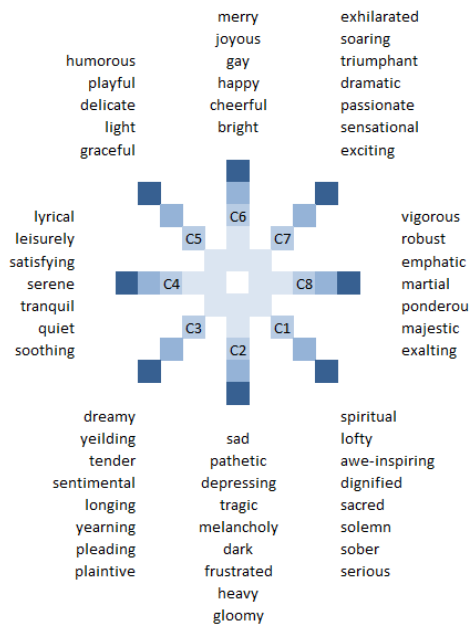 merry
joyous
gay
happy
cheerful
bright
exhilarated
soaring
triumphant
dramatic
passionate
sensational
exciting
humorous
playful
delicate
light
graceful
C6
C5
C7
C4
C8
C3
C1
C2
lyrical
leisurely
satisfying
serene
tranquil
quiet
soothing
vigorous
robust
emphatic
martial
ponderou
majestic
exalting
dreamy
yeilding
tender
sentimental
longing
yearning
pleading
plaintive
sad
pathetic
depressing
tragic
melancholy
dark
frustrated
heavy
gloomy
spiritual
lofty
awe-inspiring
dignified
sacred
solemn
sober
serious